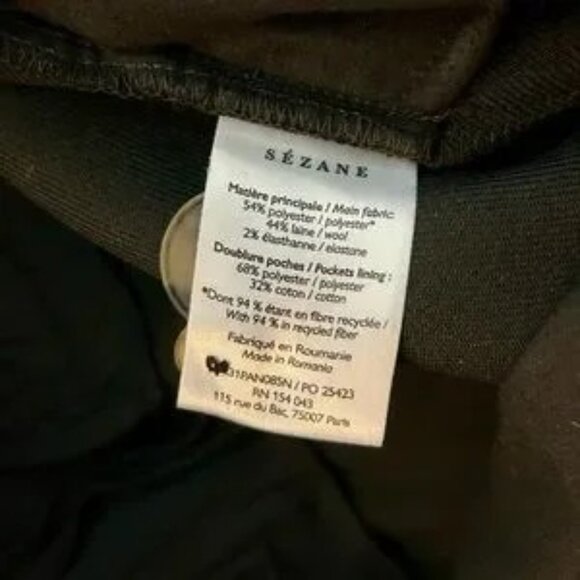 SÉZANE
Matière principale / Main fabric:
54% polyester / polyester*
44% laine / wool
2% élasthanne / elastane
Doublure poches / Pockets lining :
68% polyester / polyester
32% coton / cotton
*Dont 94 % étant en fibre recyclée /
With 94 % in recycled fiber
Fabriqué en Roumanie
Made in Romania
31PAN085N / PO 25423
RN 154 043
115 rue du Bac, 75007 Paris